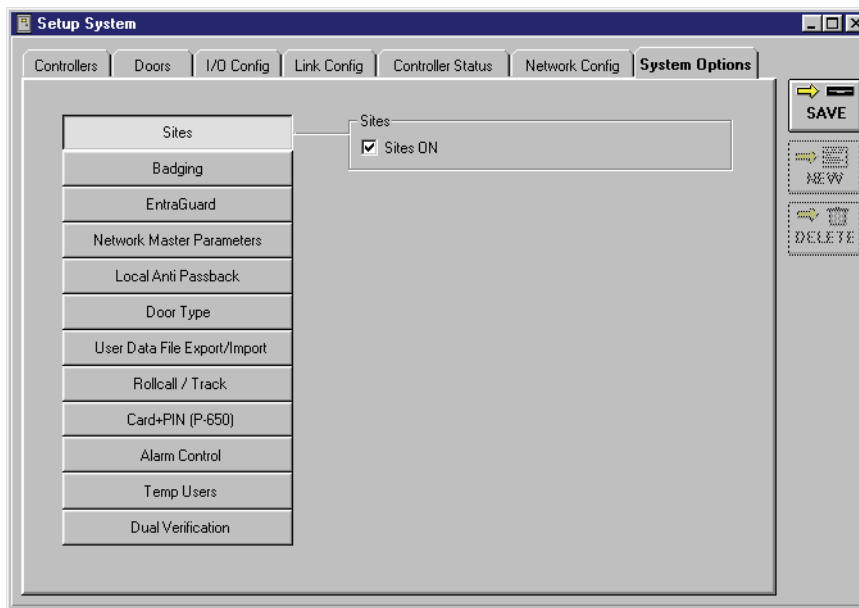 Setup System
Controllers
Doors
I/O Config
Link Config
Controller Status
Network Config
System Options
Sites
Badging
EntraGuard
Network Master Parameters
Local Anti Passback
Door Type
User Data File Export/Import
Rollcall / Track
Card+PIN (P-650)
Alarm Control
Temp Users
Dual Verification
Sites
Sites ON
SAVE
NEW
DELETE